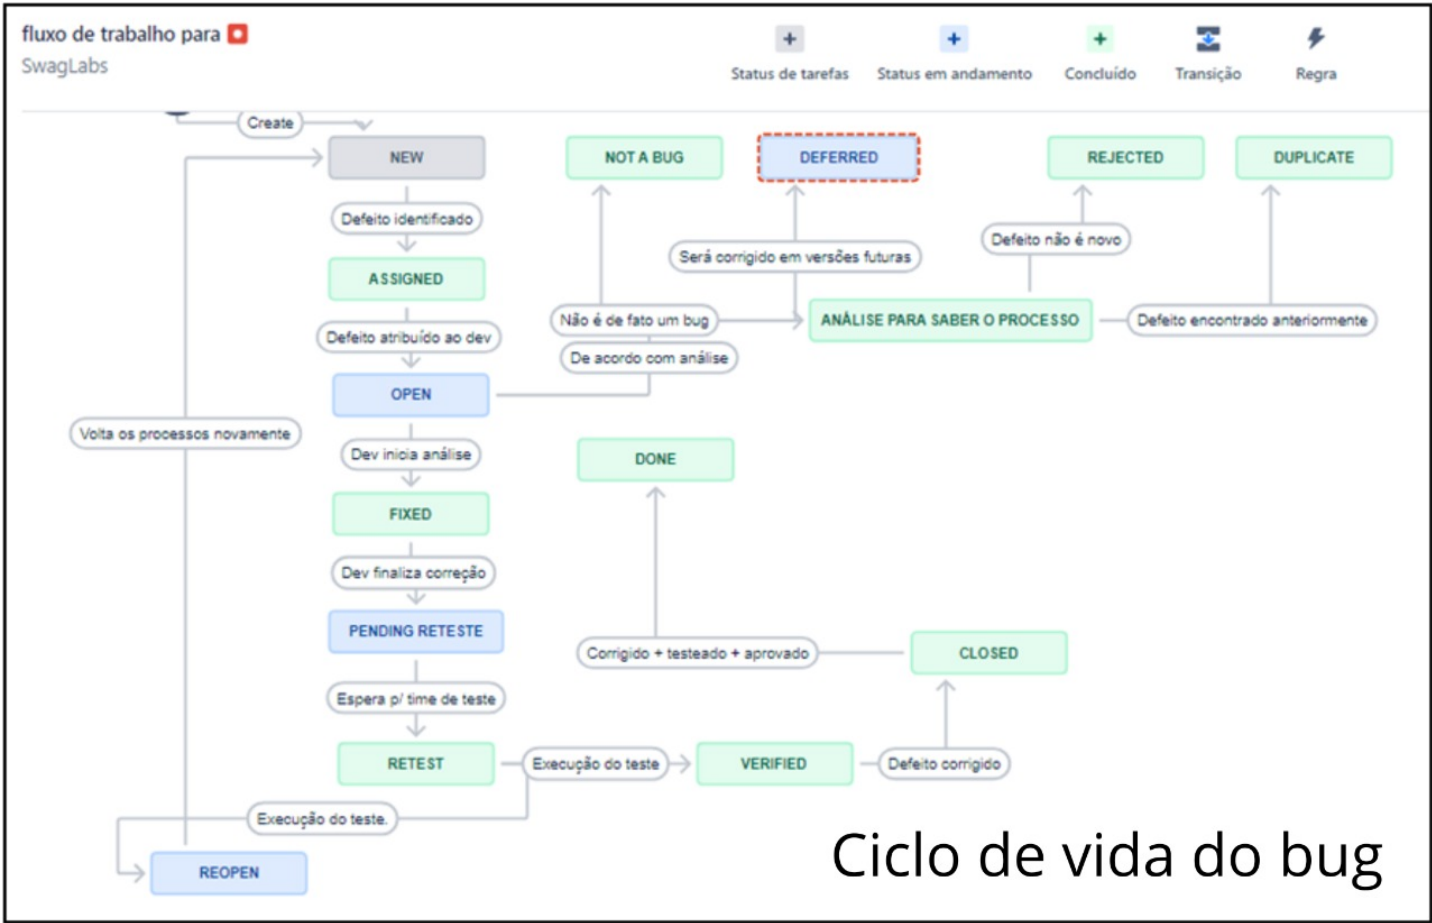 fluxo de trabalho para
SwagLabs
Status de tarefas
Status em andamento
Concluído
Transição
Regra
Create
NEW
NOT A BUG
DEFERRED
REJECTED
DUPLICATE
Defeito identificado
Defeito não é novo
Será corrigido em versões futuras
ASSIGNED
Não é de fato um bug
ANÁLISE PARA SABER O PROCESSO
Defeito encontrado anteriormente
Defeito atribuído ao dev
De acordo com análise
OPEN
Volta os processos novamente
Dev inicia análise
DONE
FIXED
Dev finaliza correção
PENDING RETESTE
Corrigido + testeado + aprovado
CLOSED
Espera p/ time de teste
RETEST
Execução do teste
VERIFIED
Defeito corrigido
Execução do teste.
REOPEN
Ciclo de vida do bug